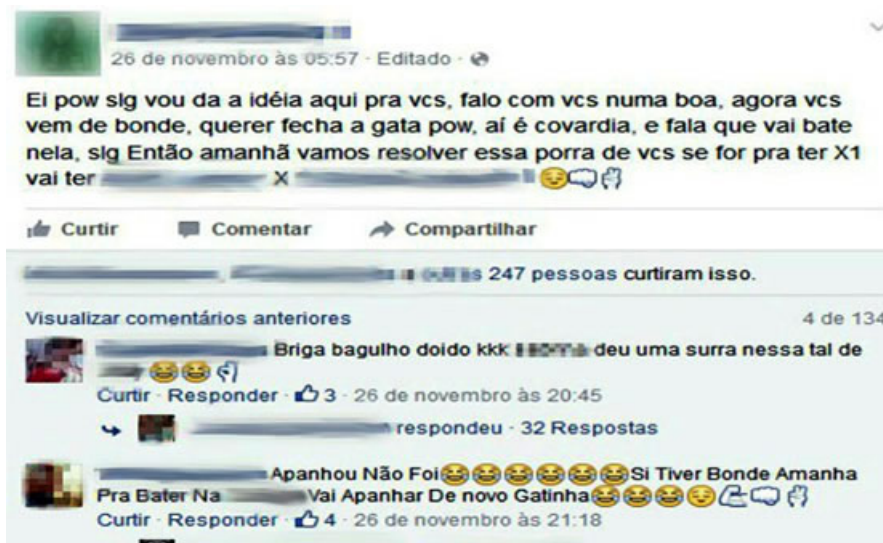 26 de novembro às 05:57 · Editado ·
Ei pow slg vou da a idéia aqui pra vcs, falo com vcs numa boa, agora vcs
vem de bonde, querer fecha a gata pow, aí é covardia, e fala que vai bate
nela, slg Então amanhã vamos resolver essa porra de vcs se for pra ter X1
vai ter X 😔👊✌
Curtir Comentar Compartilhar
247 pessoas curtiram isso.
Visualizar comentários anteriores 4 de 134
Briga bagulho doido kkk deu uma surra nessa tal de
😂😂✌
Curtir · Responder · 3 · 26 de novembro às 20:45
respondeu · 32 Respostas
Apanhou Não Foi😂😂😂😂😂😂Si Tiver Bonde Amanha
Pra Bater Na Vai Apanhar De novo Gatinha😂😂😂😔💪👊✌
Curtir · Responder · 4 · 26 de novembro às 21:18